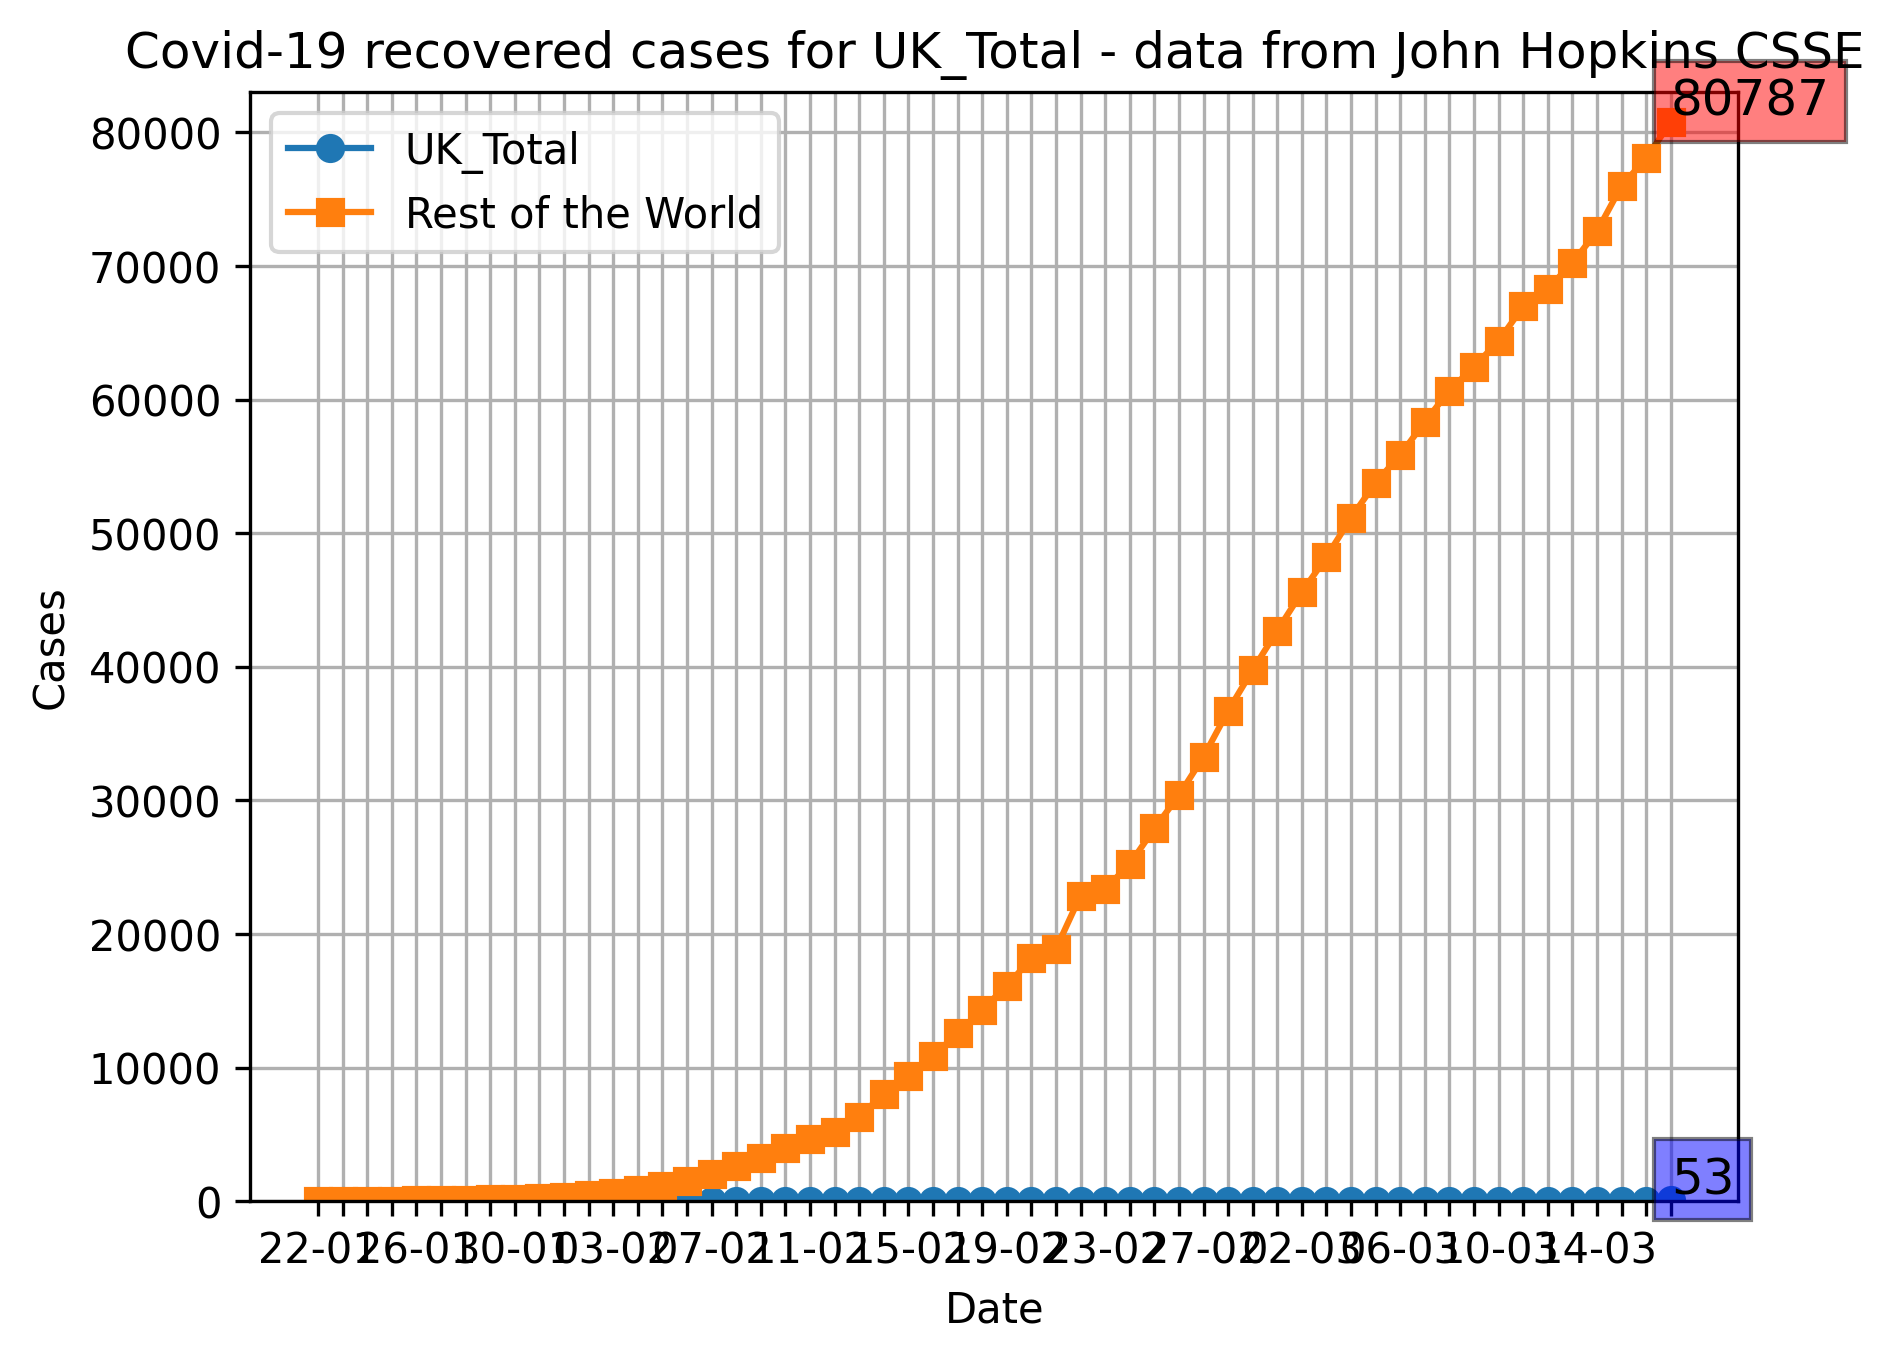 Covid-19 recovered cases for UK_Total - data from John Hopkins CSSE
80787
UK_Total
Rest of the World
80000
70000
60000
50000
40000
30000
20000
10000
0
Cases
53
22-01 26-01 30-01 03-02 07-02 11-02 15-02 19-02 23-02 27-02 02-03 06-03 10-03 14-03
Date